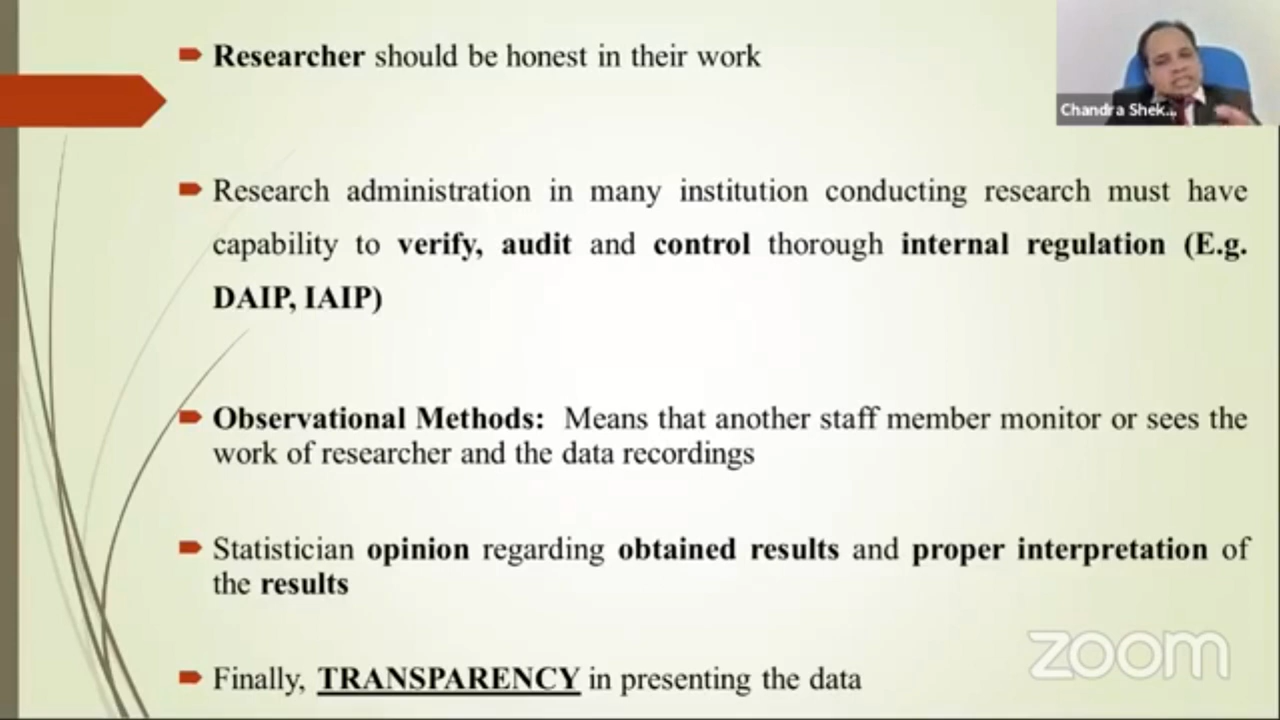 Researcher should be honest in their work
Chandra Shek...
Research administration in many institution conducting research must have
capability to verify, audit and control thorough internal regulation (E.g.
DAIP, IAIP)
Observational Methods: Means that another staff member monitor or sees the
work of researcher and the data recordings
Statistician opinion regarding obtained results and proper interpretation of
the results
zoom
Finally, TRANSPARENCY in presenting the data